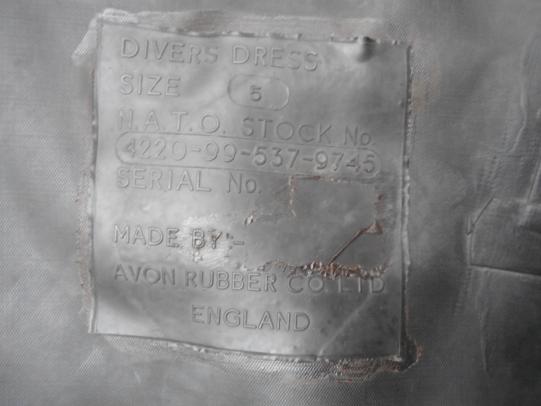 DIVERS DRESS
SIZE 5
N.A.T.O. STOCK No.
4220-99-537-9745
SERIAL No.
MADE BY:-
AVON RUBBER CO. LTD
ENGLAND